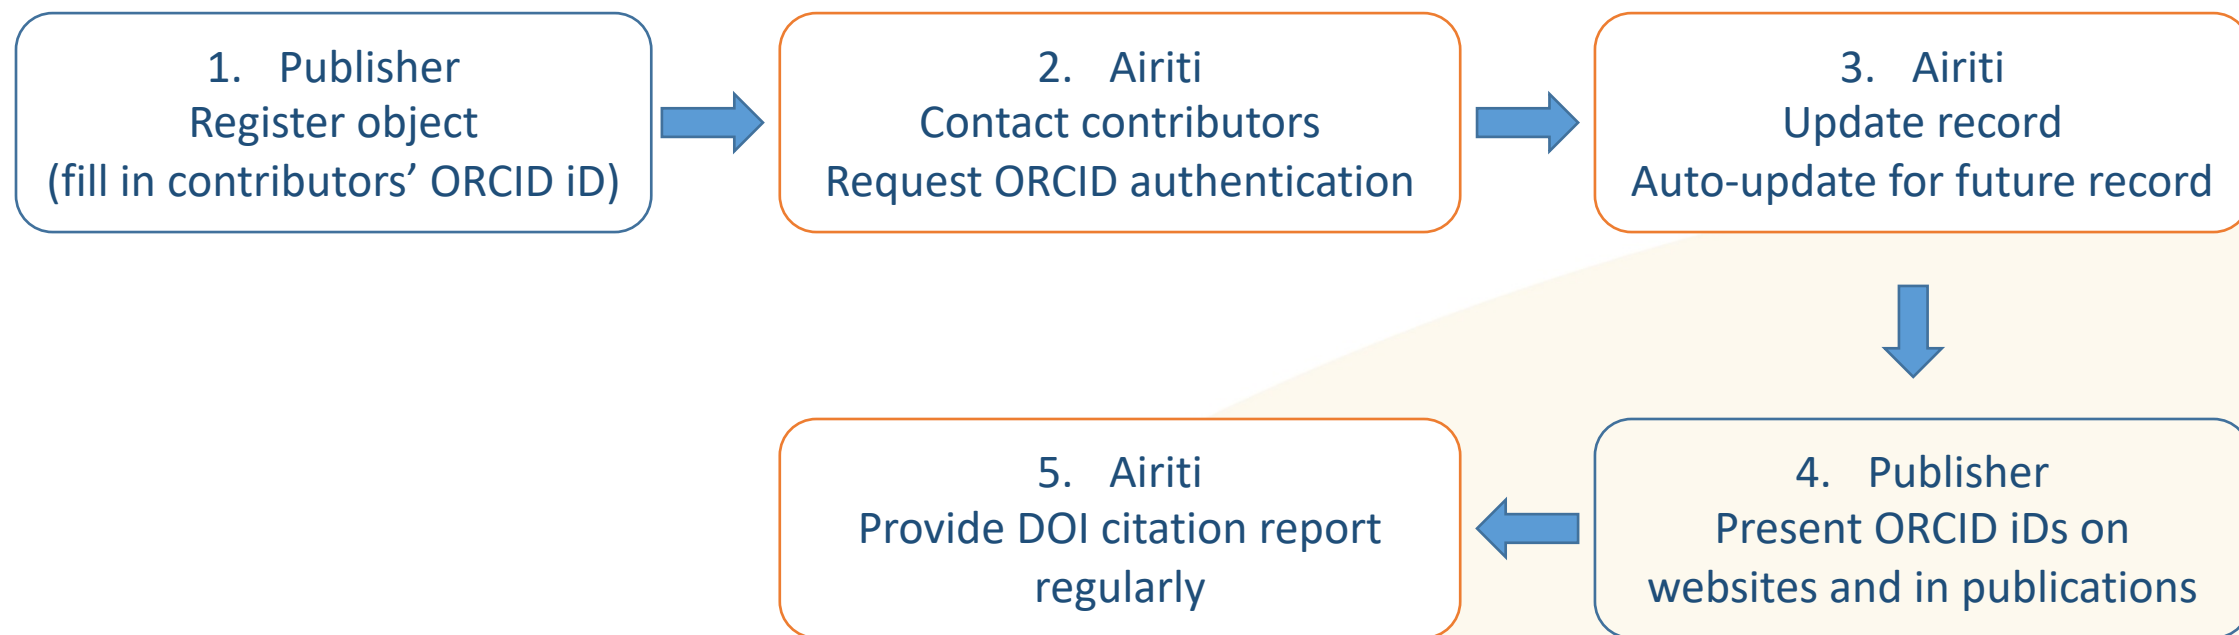 1. Publisher
Register object
(fill in contributors’ ORCID iD)
2. Airiti
Contact contributors
Request ORCID authentication
3. Airiti
Update record
Auto-update for future record
4. Publisher
Present ORCID iDs on
websites and in publications
5. Airiti
Provide DOI citation report
regularly